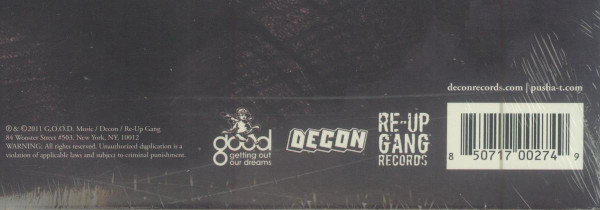 deconrecords.com | pusha-t.com
℗ & ©2011 G.O.O.D. Music / Decon / Re-Up Gang
84 Wooster Street #503, New York, NY, 10012
WARNING: All rights reserved. Unauthorized duplication is a
violation of applicable laws and subject to criminal punishment.
good
getting out
our dreams
DECON
RE-UP
GANG
RECORDS
8 50717 00274 9